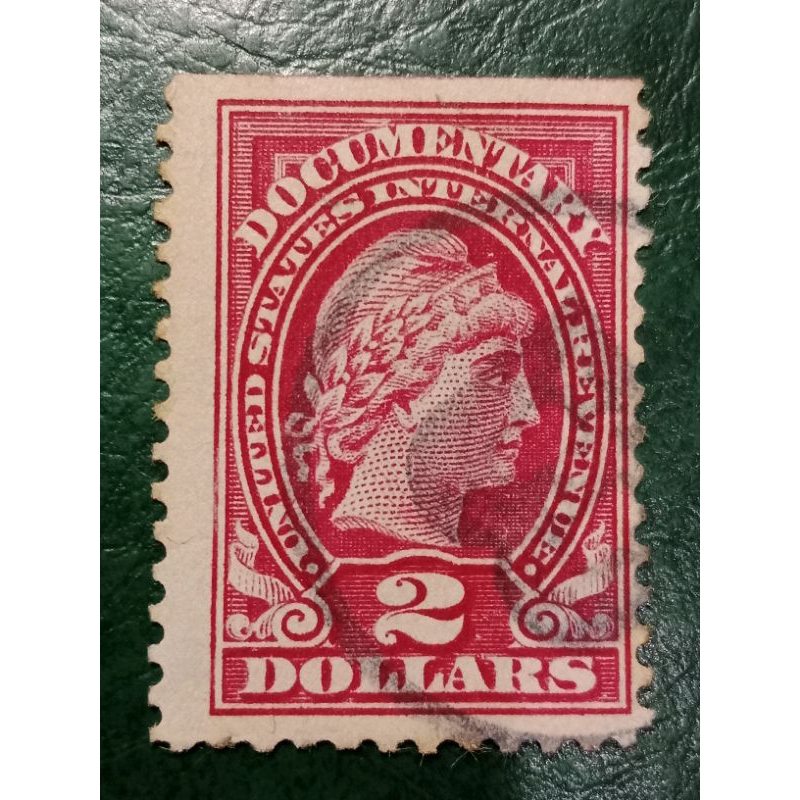 DOCUMENTARY
UNITED STATES INTERNAL REVENUE
2
DOLLARS